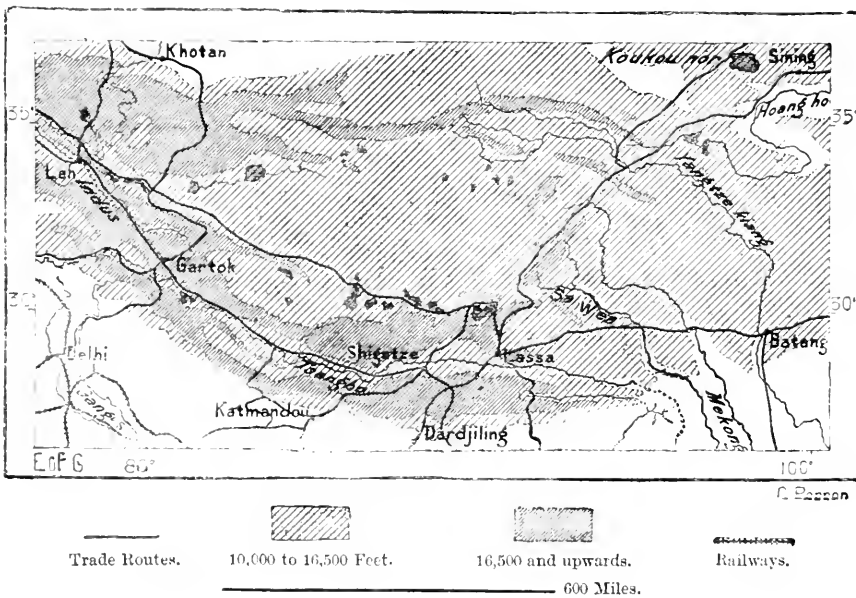 Khotan
Koukou nor
Sining
35°
35°
Hoang ho
Leh
Indus
Yangtze kiang
Gartok
30
30°
Sa Wen
Delhi
Shigatze
Lassa
Batang
Tsangbo
Ganges
Katmandou
Mekong
Dardjiling
E of G
80°
100°
Trade Routes.
10,000 to 16,500 Feet.
16,500 and upwards.
Railways.
600 Miles.